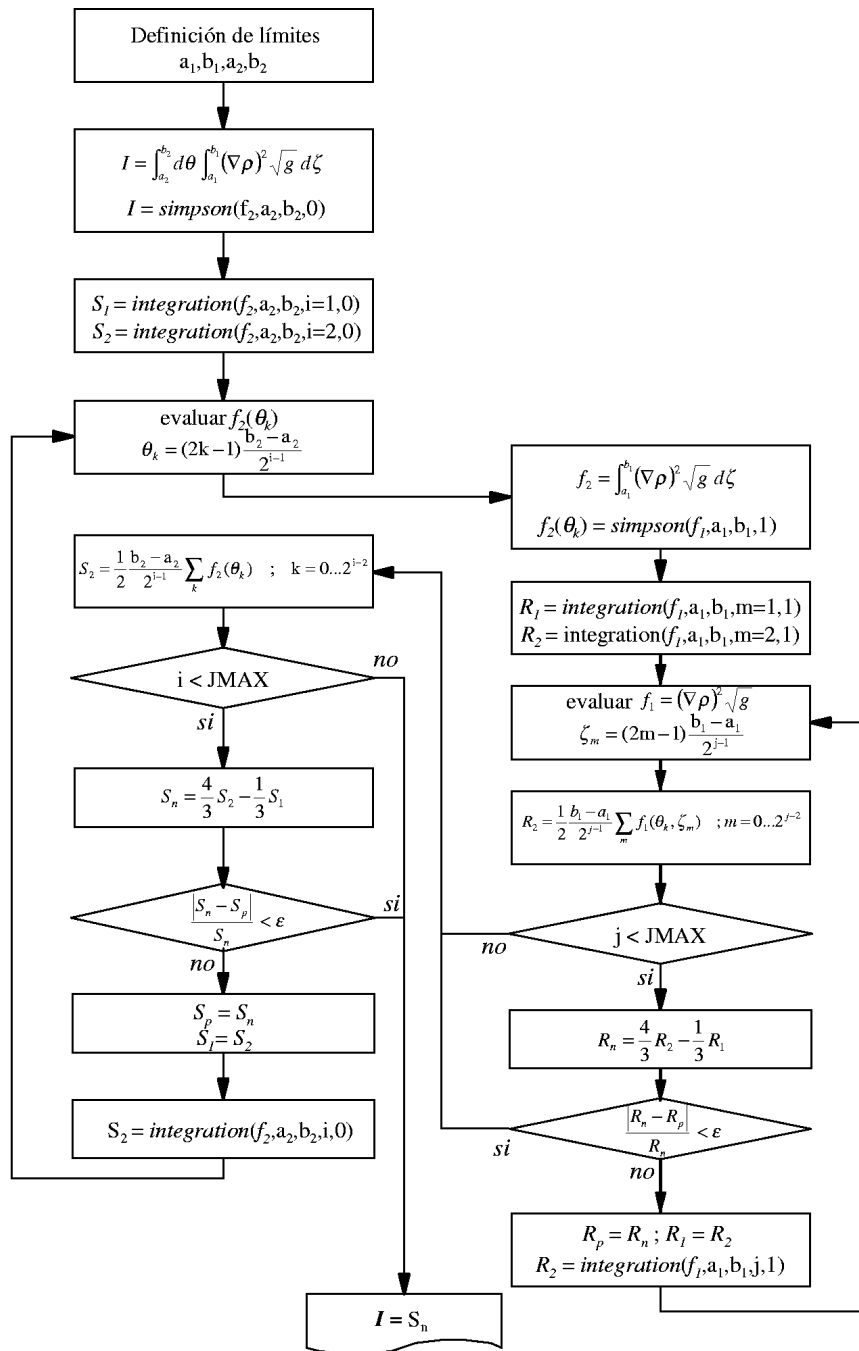 Definición de límites
a₁,b₁,a₂,b₂
I = ∫_{a₂}^{b₂} dθ ∫_{a₁}^{b₁} (∇ρ)² √g dζ
I = simpson(f₂,a₂,b₂,0)
S₁ = integration(f₂,a₂,b₂,i=1,0)
S₂ = integration(f₂,a₂,b₂,i=2,0)
evaluar f₂(θₖ)
θₖ = (2k−1) (b₂ − a₂)/2^{i−1}
S₂ = 1/2 (b₂ − a₂)/2^{i−1} ∑ₖ f₂(θₖ) ; k = 0...2^{i−2}
i < JMAX
no
si
Sₙ = 4/3 S₂ − 1/3 S₁
|Sₙ − Sₚ|/Sₙ < ε
si
no
Sₚ = Sₙ
S₁ = S₂
S₂ = integration(f₂,a₂,b₂,i,0)
f₂ = ∫_{a₁}^{b₁} (∇ρ)² √g dζ
f₂(θₖ) = simpson(f₁,a₁,b₁,1)
R₁ = integration(f₁,a₁,b₁,m=1,1)
R₂ = integration(f₁,a₁,b₁,m=2,1)
evaluar f₁ = (∇ρ)² √g
ζₘ = (2m−1) (b₁ − a₁)/2^{j−1}
R₂ = 1/2 (b₁ − a₁)/2^{j−1} ∑ₘ f₁(θₖ, ζₘ) ; m = 0...2^{j−2}
j < JMAX
no
si
Rₙ = 4/3 R₂ − 1/3 R₁
|Rₙ − Rₚ|/Rₙ < ε
si
no
Rₚ = Rₙ ; R₁ = R₂
R₂ = integration(f₁,a₁,b₁,j,1)
I = Sₙ